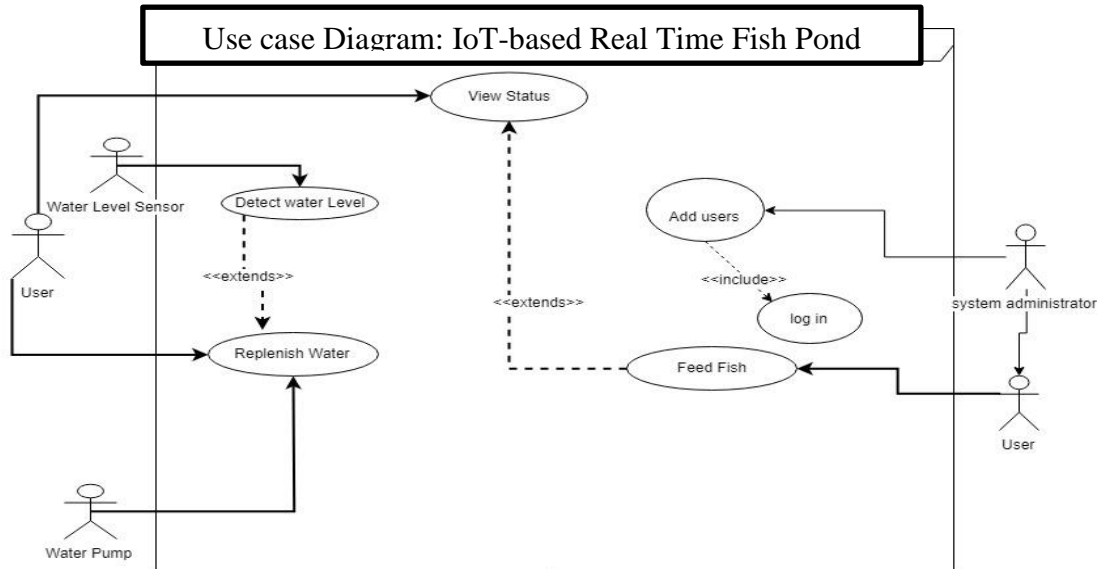 Use case Diagram: IoT-based Real Time Fish Pond
View Status
Water Level Sensor
Detect water Level
Add users
<<extends>>
<<include>>
User
system administrator
<<extends>>
log in
Replenish Water
Feed Fish
User
Water Pump